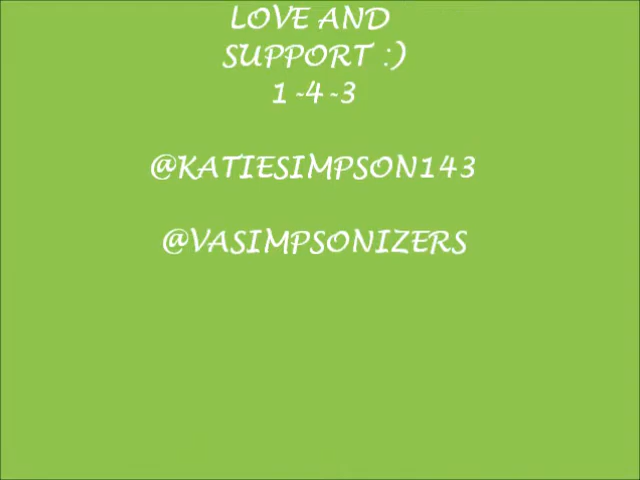 LOVE AND
SUPPORT :)
1-4-3
@KATIESIMPSON143
@VASIMPSONIZERS